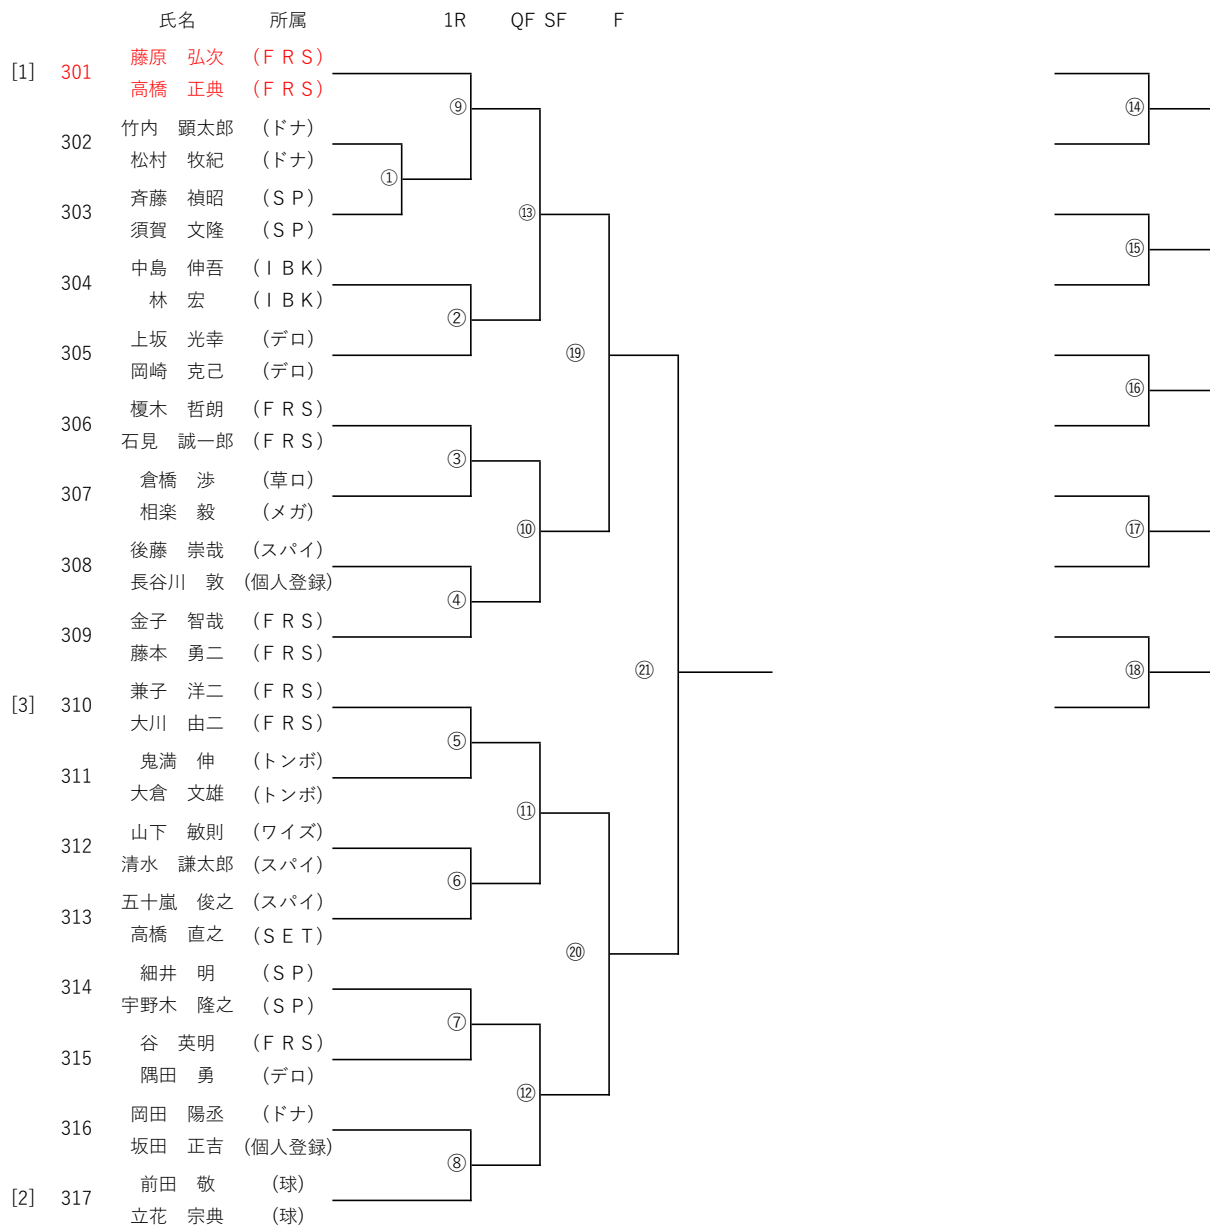 氏名 所属 1R QF SF F
藤原 弘次 (ＦＲＳ)
[1] 301
高橋 正典 (ＦＲＳ)
⑨ ⑭
竹内 顕太郎 (ドナ)
302
松村 牧紀 (ドナ)
①
斉藤 禎昭 (ＳＰ)
303 ⑬
須賀 文隆 (ＳＰ)
⑮
中島 伸吾 (ＩＢＫ)
304
林 宏 (ＩＢＫ)
②
上坂 光幸 (デロ)
305 ⑲
岡崎 克己 (デロ)
⑯
榎木 哲朗 (ＦＲＳ)
306
石見 誠一郎 (ＦＲＳ)
③
倉橋 渉 (草ロ)
307
相楽 毅 (メガ)
⑩ ⑰
後藤 崇哉 (スパイ)
308
長谷川 敦 (個人登録)
④
金子 智哉 (ＦＲＳ)
309
藤本 勇二 (ＦＲＳ)
㉑ ⑱
兼子 洋二 (ＦＲＳ)
[3] 310
大川 由二 (ＦＲＳ)
⑤
鬼満 伸 (トンボ)
311
大倉 文雄 (トンボ)
⑪
山下 敏則 (ワイズ)
312
清水 謙太郎 (スパイ)
⑥
五十嵐 俊之 (スパイ)
313
高橋 直之 (ＳＥＴ)
⑳
細井 明 (ＳＰ)
314
宇野木 隆之 (ＳＰ)
⑦
谷 英明 (ＦＲＳ)
315
隅田 勇 (デロ)
⑫
岡田 陽丞 (ドナ)
316
坂田 正吉 (個人登録)
⑧
前田 敬 (球)
[2] 317
立花 宗典 (球)